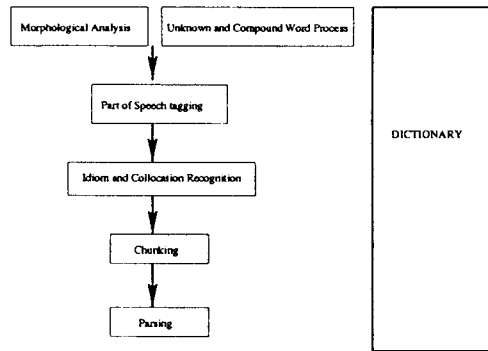 Morphological Analysis
Unknown and Compound Word Process
Part of Speech tagging
DICTIONARY
Idiom and Collocation Recognition
Chunking
Parsing